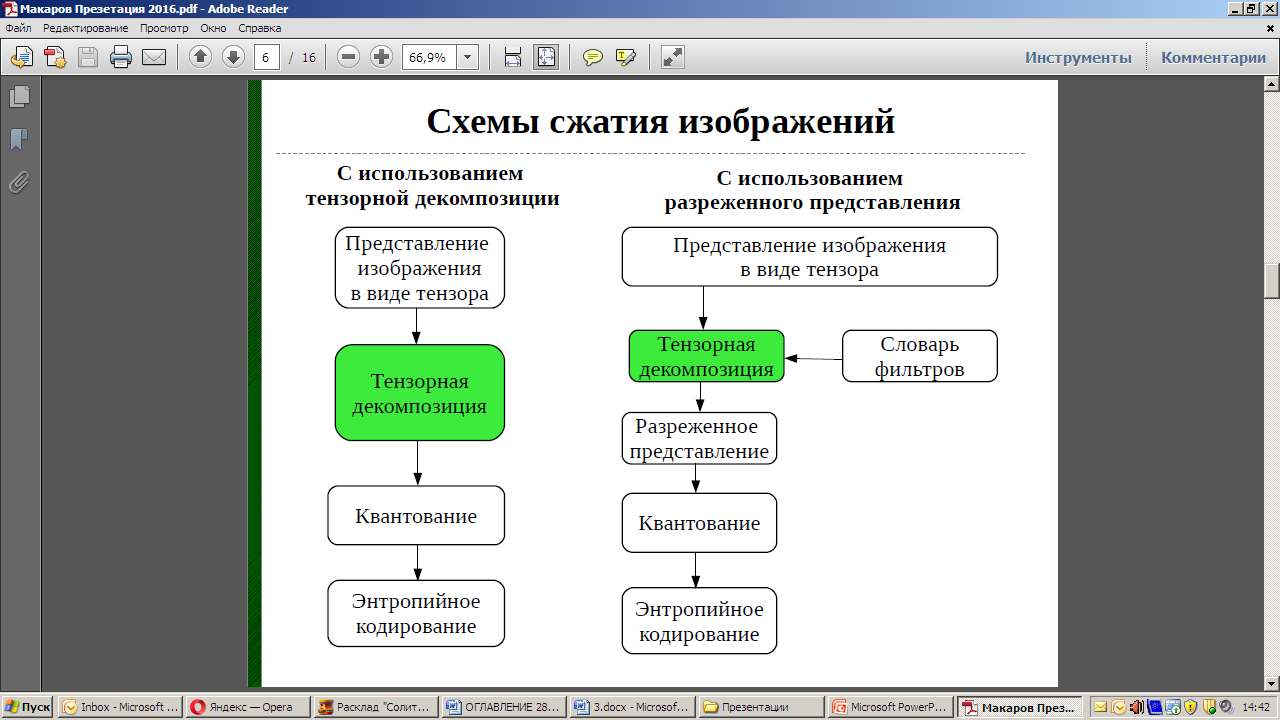 Макаров Презетация 2016.pdf - Adobe Reader
Файл Редактирование Просмотр Окно Справка
6 / 16 66,9% Инструменты Комментарии
Схемы сжатия изображений
С использованием
тензорной декомпозиции
Представление
изображения
в виде тензора
Тензорная
декомпозиция
Квантование
Энтропийное
кодирование
С использованием
разреженного представления
Представление изображения
в виде тензора
Тензорная
декомпозиция
Словарь
фильтров
Разреженное
представление
Квантование
Энтропийное
кодирование
Пуск Inbox - Microsoft ... Яндекс — Opera Расклад "Солит... ОГЛАВЛЕНИЕ 28... 3.docx - Microsof... Презентации Microsoft PowerP... Макаров През... 14:42